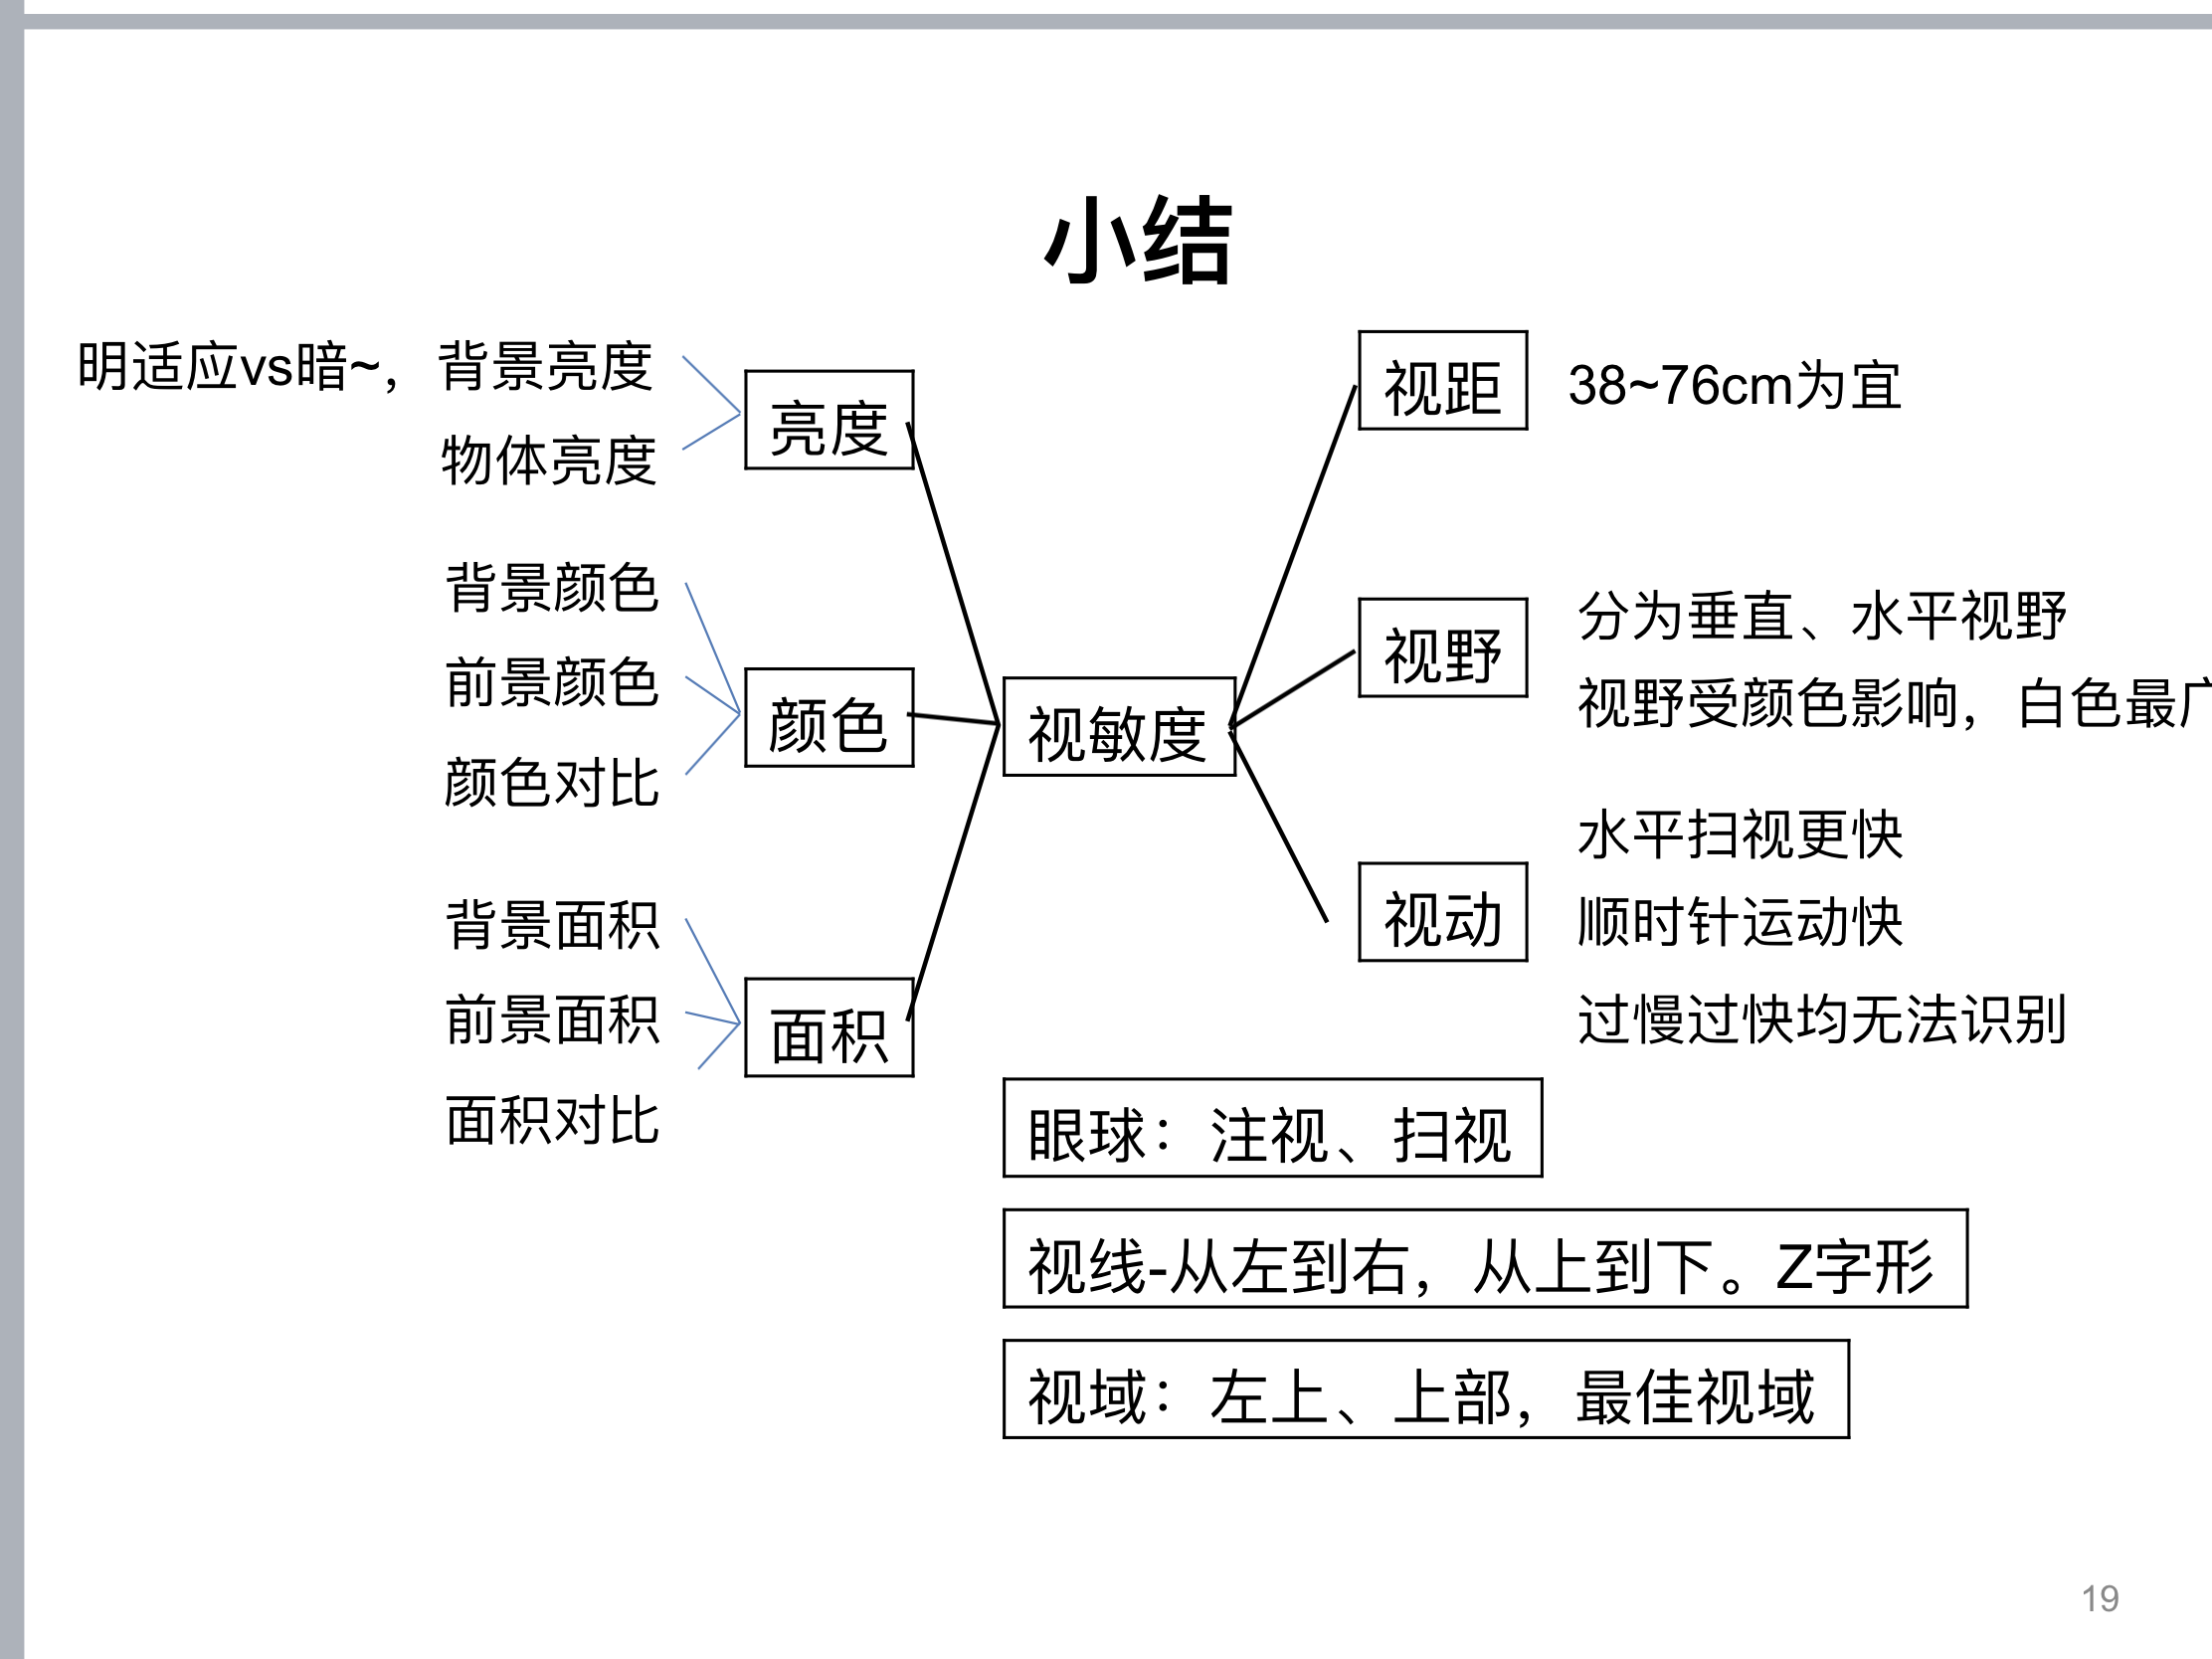 小结
明适应vs暗~，背景亮度
物体亮度
亮度
背景颜色
前景颜色
颜色对比
颜色
背景面积
前景面积
面积对比
面积
视敏度
视距
38~76cm为宜
视野
分为垂直、水平视野
视野受颜色影响，白色最广
视动
水平扫视更快
顺时针运动快
过慢过快均无法识别
眼球：注视、扫视
视线-从左到右，从上到下。Z字形
视域：左上、上部，最佳视域
19